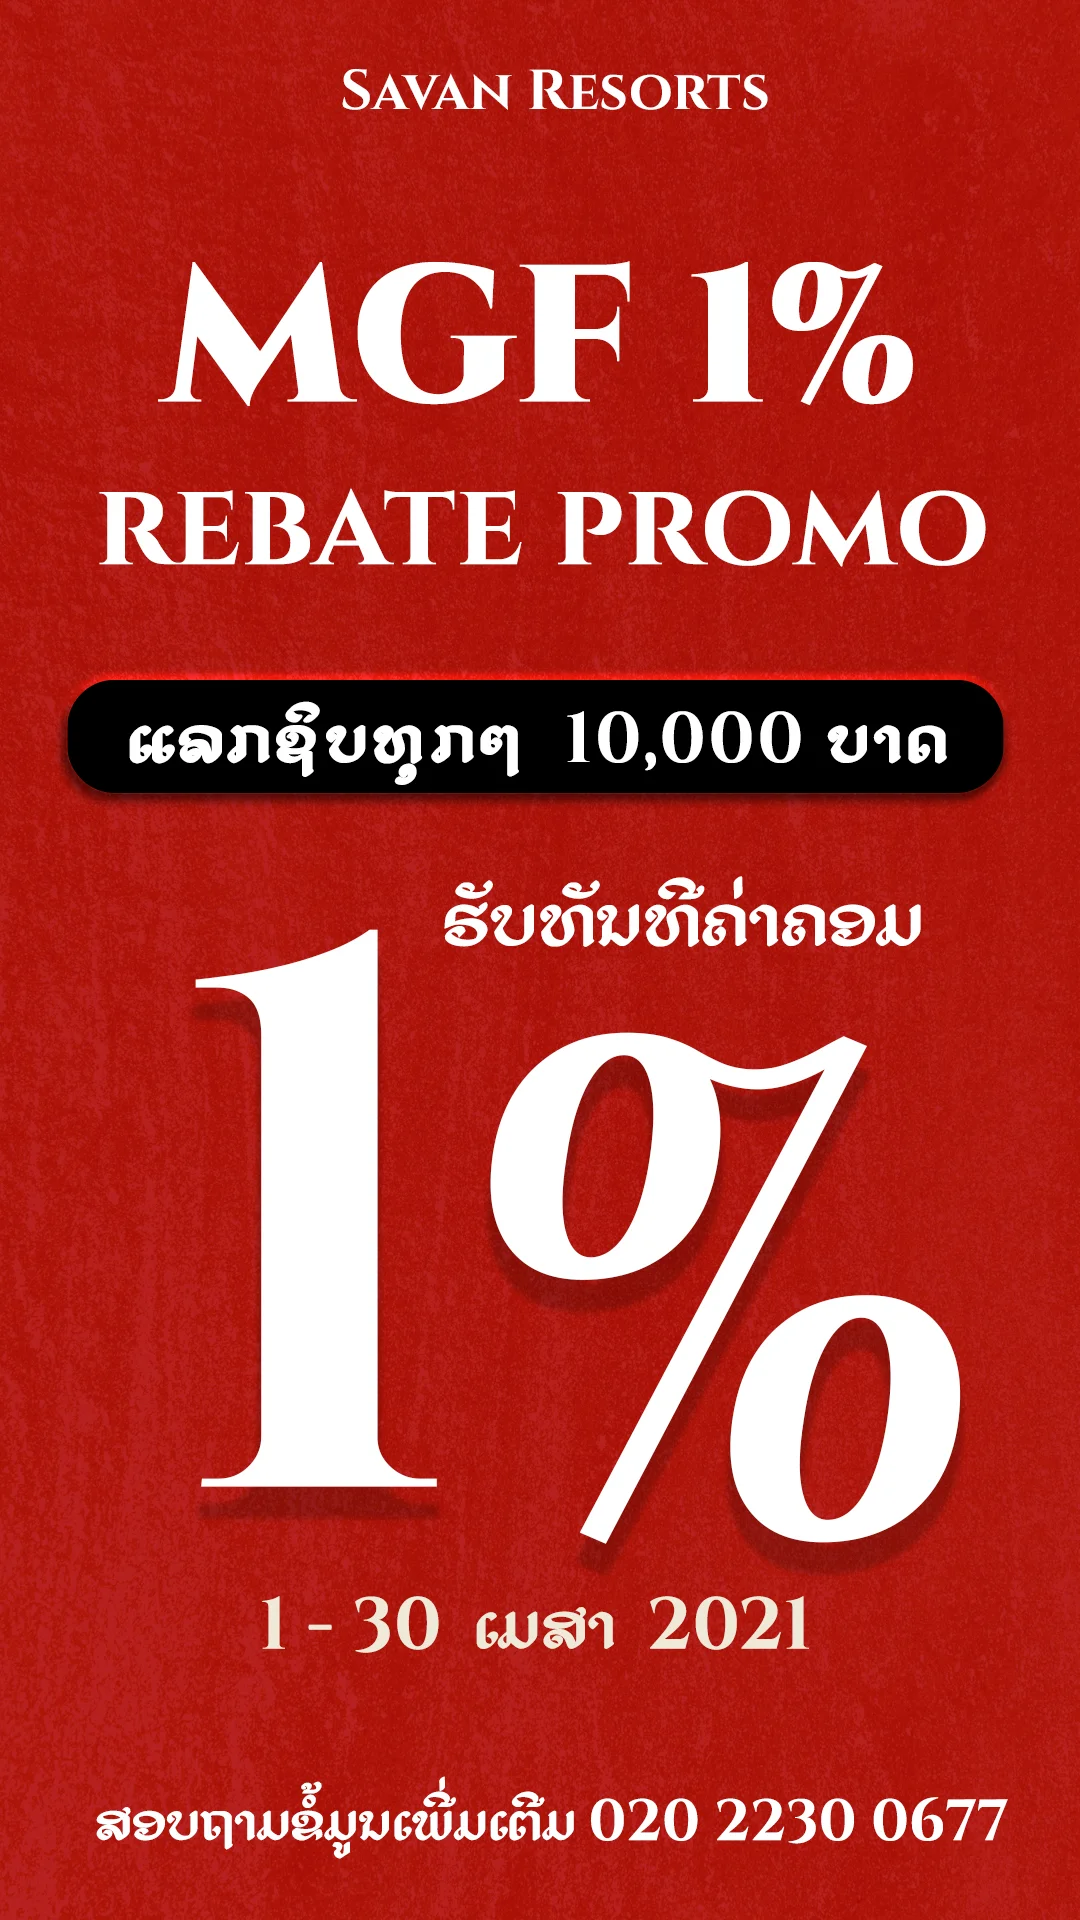 SAVAN RESORTS
MGF 1%
REBATE PROMO
ແລກຊິບທຸກໆ 10,000 ບາດ
ຮັບທັນທີຄ່າຄອມ
1%
1 - 30 ເມສາ 2021
ສອບຖາມຂໍ້ມູນເພີ່ມເຕີມ 020 2230 0677